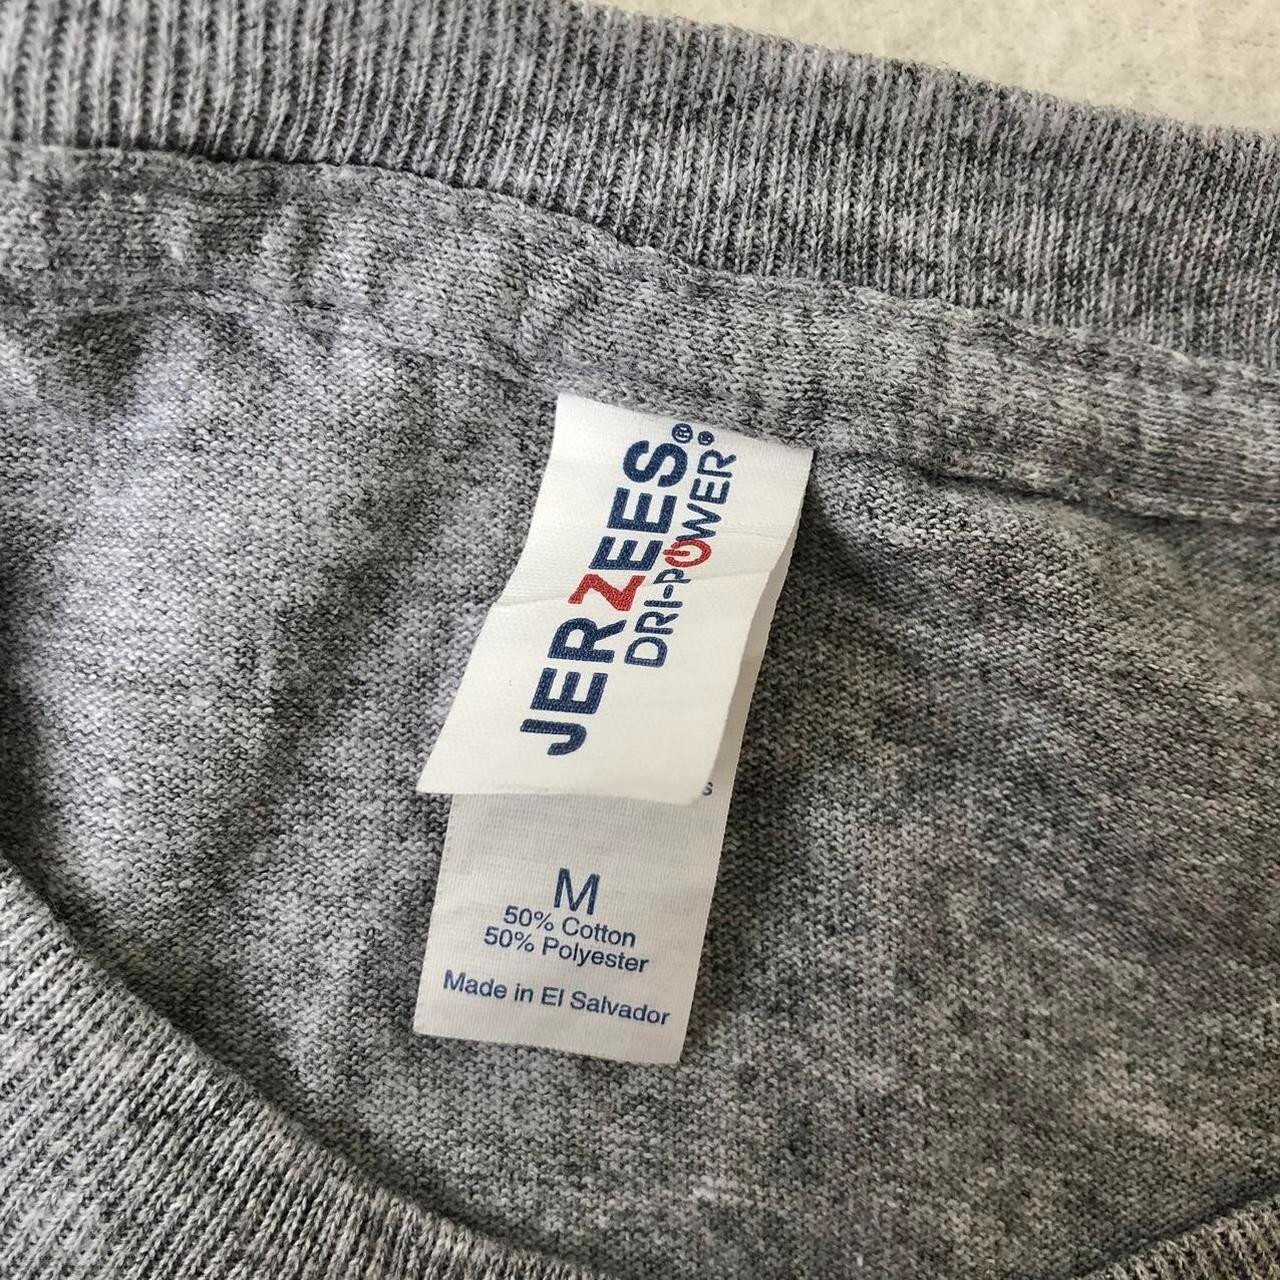 JERZEES®
DRI-POWER®
s
M
50% Cotton
50% Polyester
Made in El Salvador